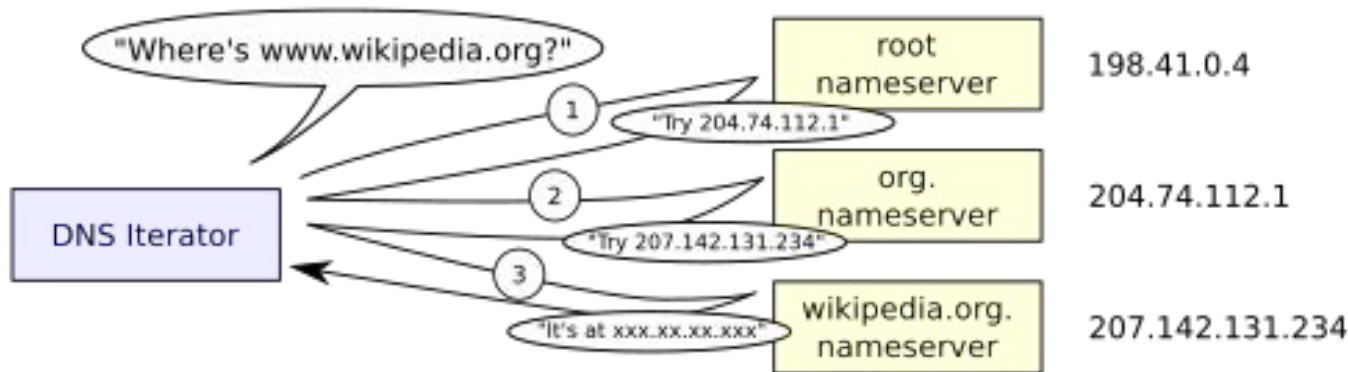 "Where's www.wikipedia.org?"
root
nameserver
198.41.0.4
1
"Try 204.74.112.1"
org.
nameserver
204.74.112.1
2
DNS Iterator
"Try 207.142.131.234"
3
wikipedia.org.
nameserver
207.142.131.234
"It's at xxx.xx.xx.xxx"